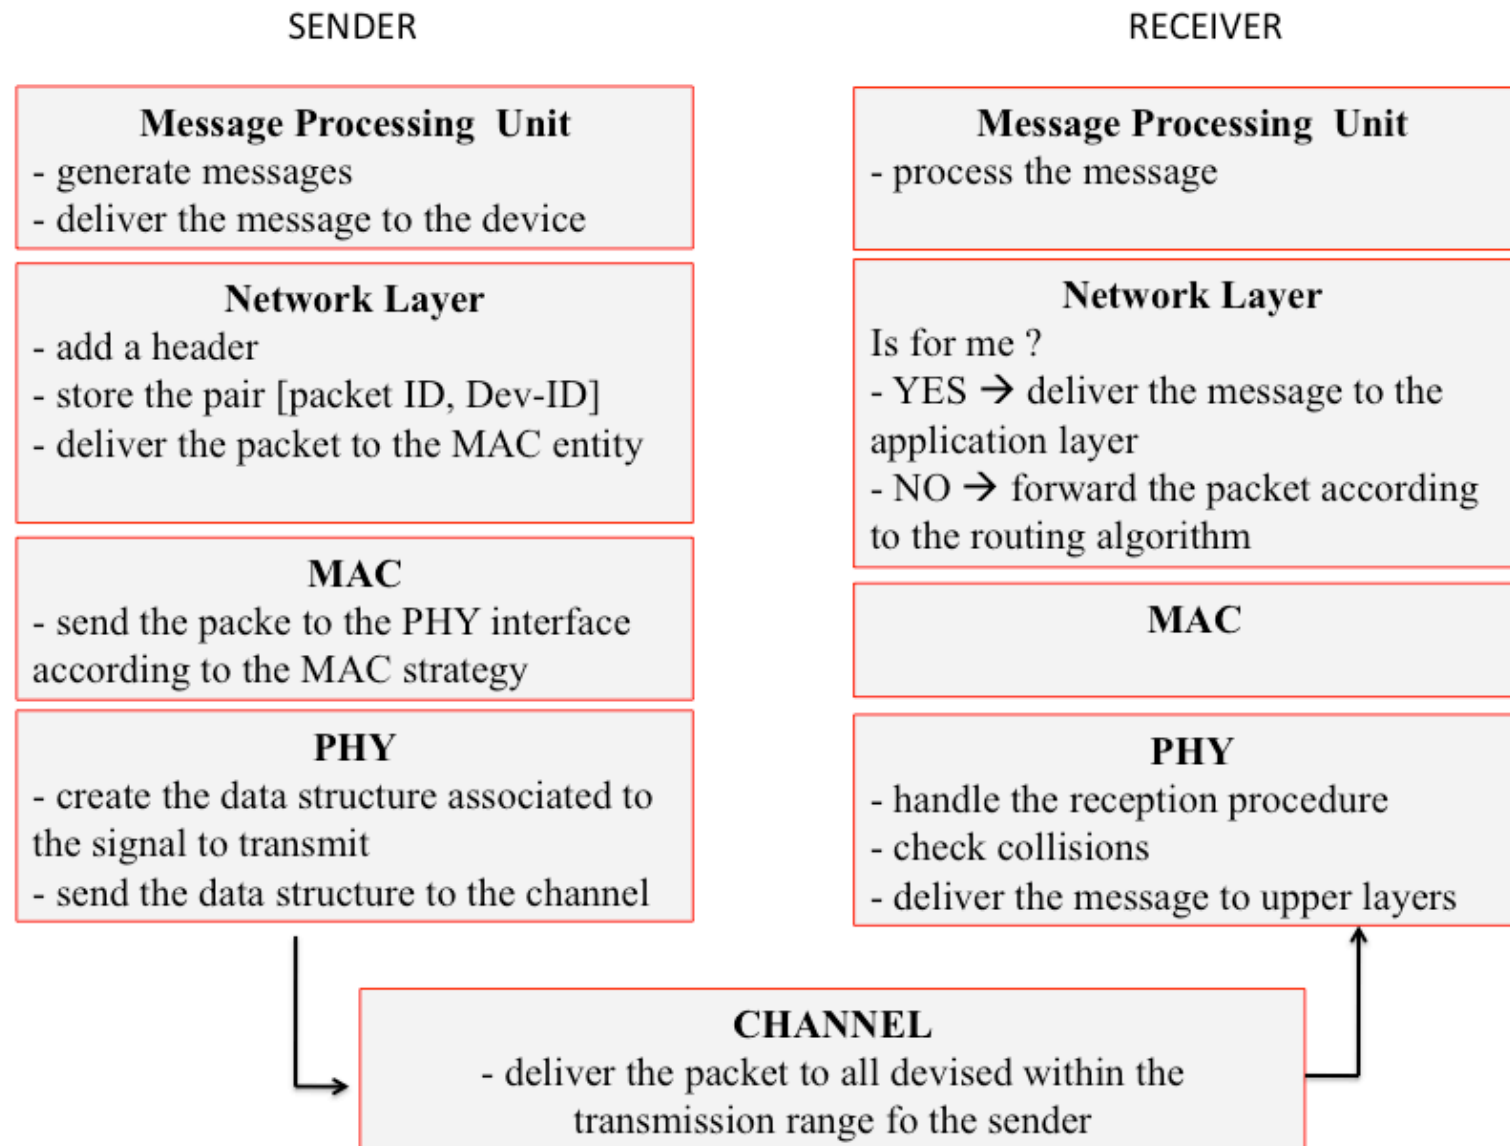 SENDER
Message Processing Unit
- generate messages
- deliver the message to the device
Network Layer
- add a header
- store the pair [packet ID, Dev-ID]
- deliver the packet to the MAC entity
MAC
- send the packe to the PHY interface
according to the MAC strategy
PHY
- create the data structure associated to
the signal to transmit
- send the data structure to the channel
RECEIVER
Message Processing Unit
- process the message
Network Layer
Is for me ?
- YES → deliver the message to the
application layer
- NO → forward the packet according
to the routing algorithm
MAC
PHY
- handle the reception procedure
- check collisions
- deliver the message to upper layers
CHANNEL
- deliver the packet to all devised within the
transmission range fo the sender